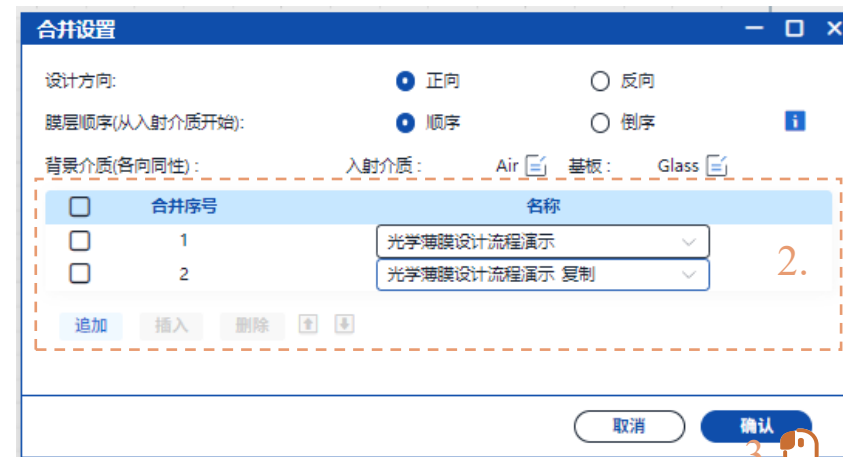 合并设置
设计方向: 正向 反向
膜层顺序(从入射介质开始): 顺序 倒序
背景介质(各向同性) : 入射介质 : Air 基板 : Glass
合并序号 名称
1 光学薄膜设计流程演示
2 光学薄膜设计流程演示 复制
2.
追加 插入 删除
取消 确认
3.